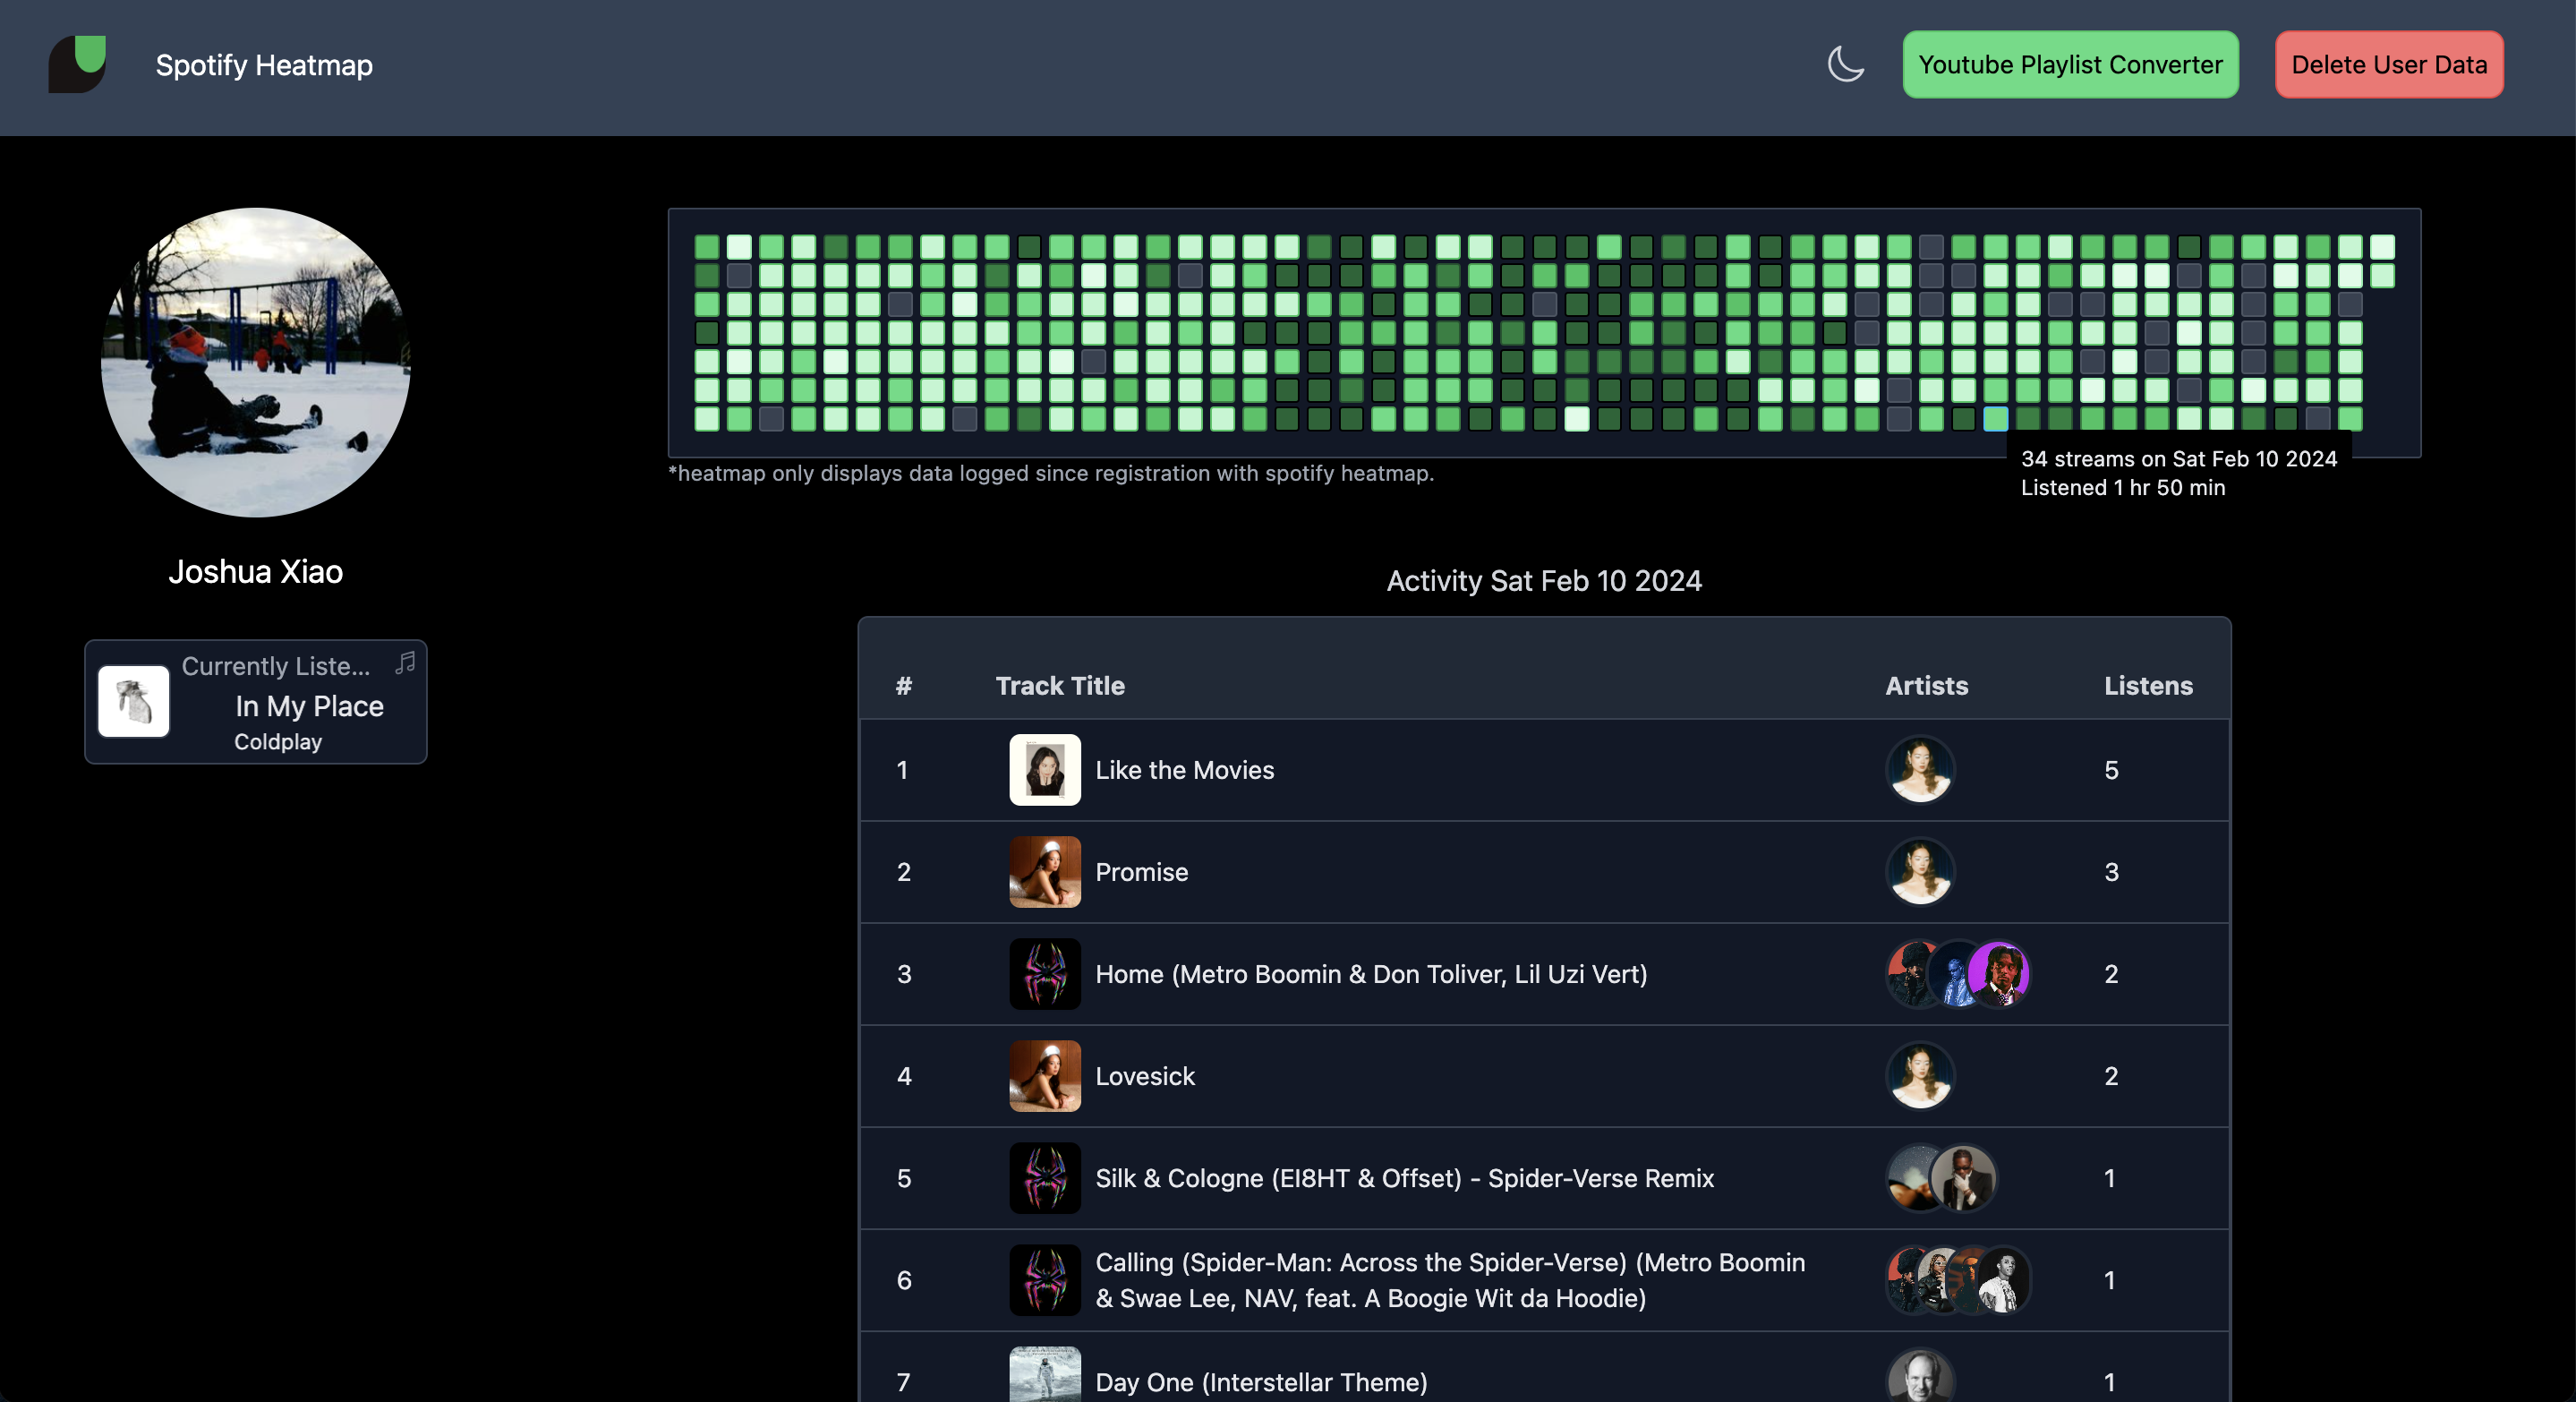 Spotify Heatmap
Youtube Playlist Converter
Delete User Data
34 streams on Sat Feb 10 2024
Listened 1 hr 50 min
*heatmap only displays data logged since registration with spotify heatmap.
Joshua Xiao
Currently Liste...
In My Place
Coldplay
Activity Sat Feb 10 2024
# Track Title Artists Listens
1 Like the Movies 5
2 Promise 3
3 Home (Metro Boomin & Don Toliver, Lil Uzi Vert) 2
4 Lovesick 2
5 Silk & Cologne (EI8HT & Offset) - Spider-Verse Remix 1
6 Calling (Spider-Man: Across the Spider-Verse) (Metro Boomin
& Swae Lee, NAV, feat. A Boogie Wit da Hoodie) 1
7 Day One (Interstellar Theme) 1